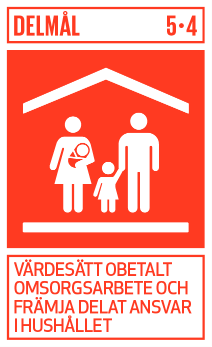 DELMÅL 5·4
VÄRDESÄTT OBETALT
OMSORGSARBETE OCH
FRÄMJA DELAT ANSVAR
I HUSHÅLLET